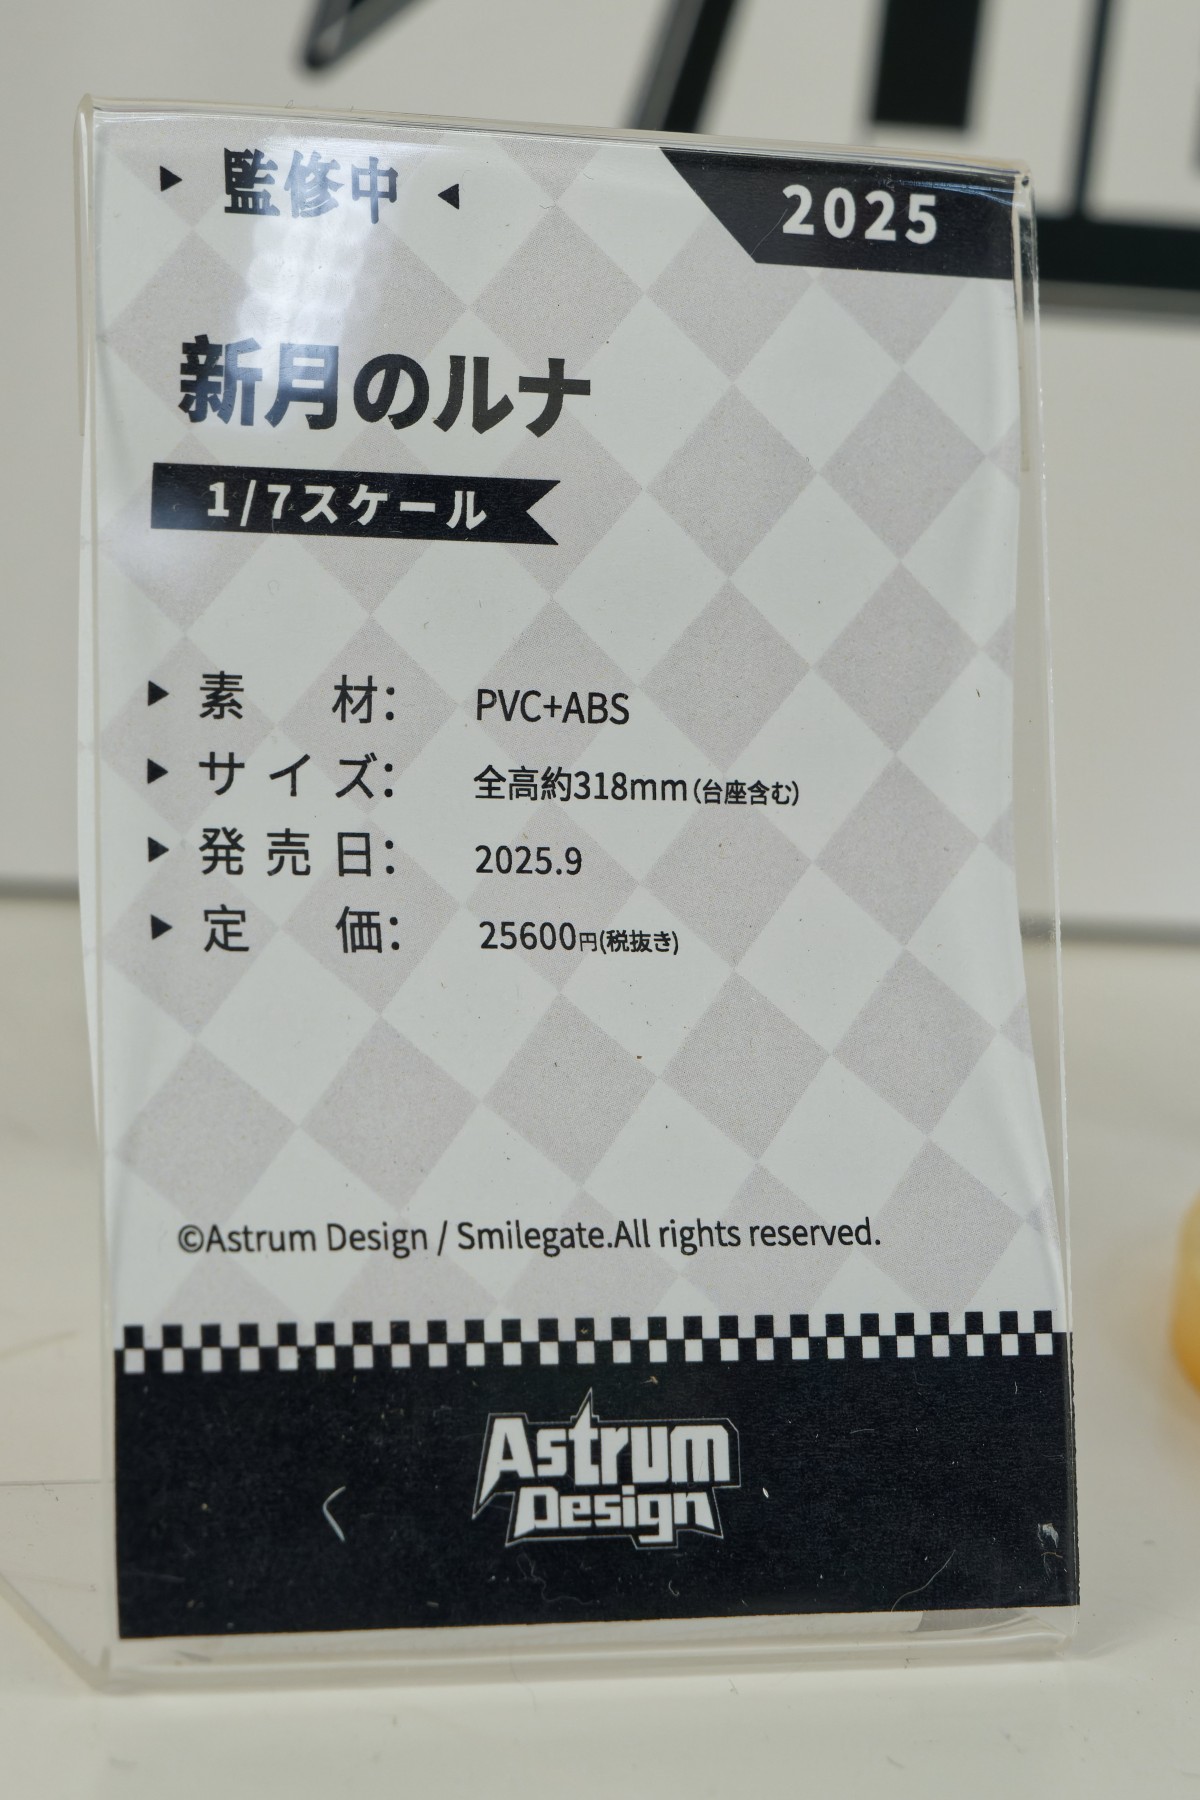 ▶ 監修中 ◀
2025
新月のルナ
1/7スケール
▶ 素材: PVC+ABS
▶ サイズ: 全高約318mm(台座含む)
▶ 発売日: 2025.9
▶ 定価: 25600円(税抜き)
©Astrum Design / Smilegate.All rights reserved.
Astrum
Design